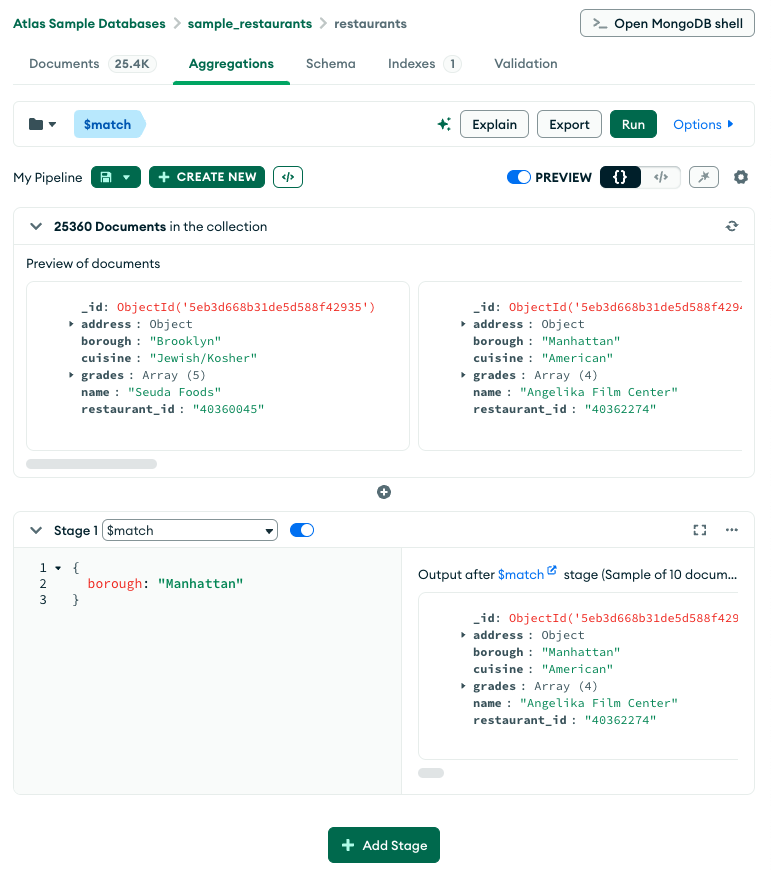 Atlas Sample Databases > sample_restaurants > restaurants
>_ Open MongoDB shell
Documents 25.4K Aggregations Schema Indexes 1 Validation
$match Explain Export Run Options
My Pipeline + CREATE NEW </> PREVIEW {} </>
25360 Documents in the collection
Preview of documents
_id: ObjectId('5eb3d668b31de5d588f42935')
address : Object
borough : "Brooklyn"
cuisine : "Jewish/Kosher"
grades : Array (5)
name : "Seuda Foods"
restaurant_id : "40360045"
_id: ObjectId('5eb3d668b31de5d588f429
address : Object
borough : "Manhattan"
cuisine : "American"
grades : Array (4)
name : "Angelika Film Center"
restaurant_id : "40362274"
Stage 1 $match
1 {
2 borough: "Manhattan"
3 }
Output after $match stage (Sample of 10 docum...
_id: ObjectId('5eb3d668b31de5d588f429
address : Object
borough : "Manhattan"
cuisine : "American"
grades : Array (4)
name : "Angelika Film Center"
restaurant_id : "40362274"
+ Add Stage